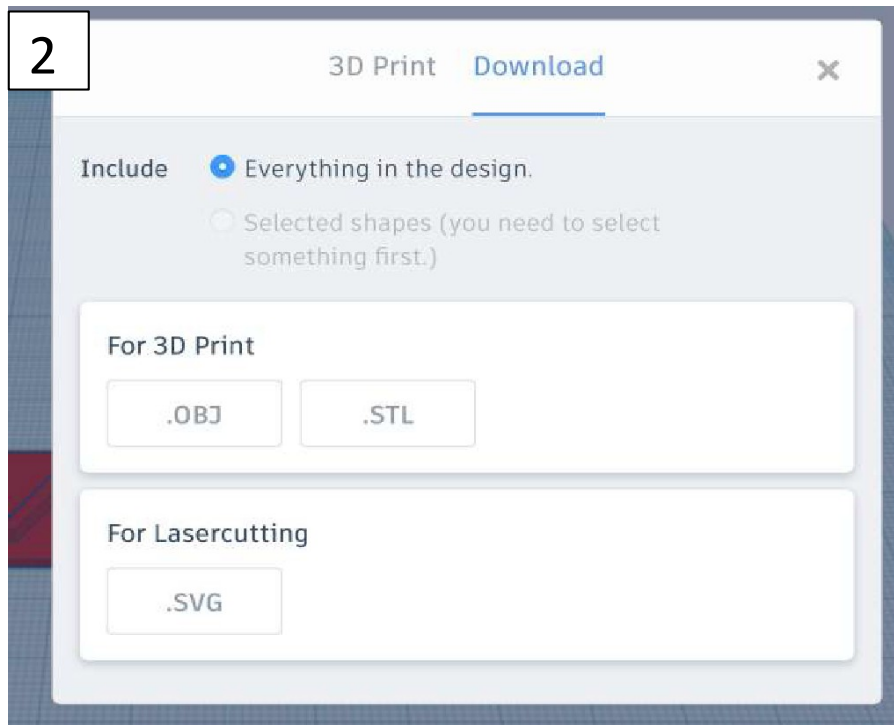 2
3D Print Download ×
Include Everything in the design.
Selected shapes (you need to select
something first.)
For 3D Print
.OBJ .STL
For Lasercutting
.SVG